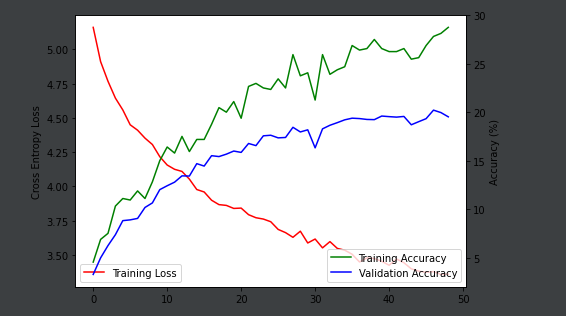 30
5.00
25
4.75
4.50
20
4.25
15
4.00
10
3.75
3.50
5
Cross Entropy Loss
Accuracy (%)
Training Loss
Training Accuracy
Validation Accuracy
0 10 20 30 40 50